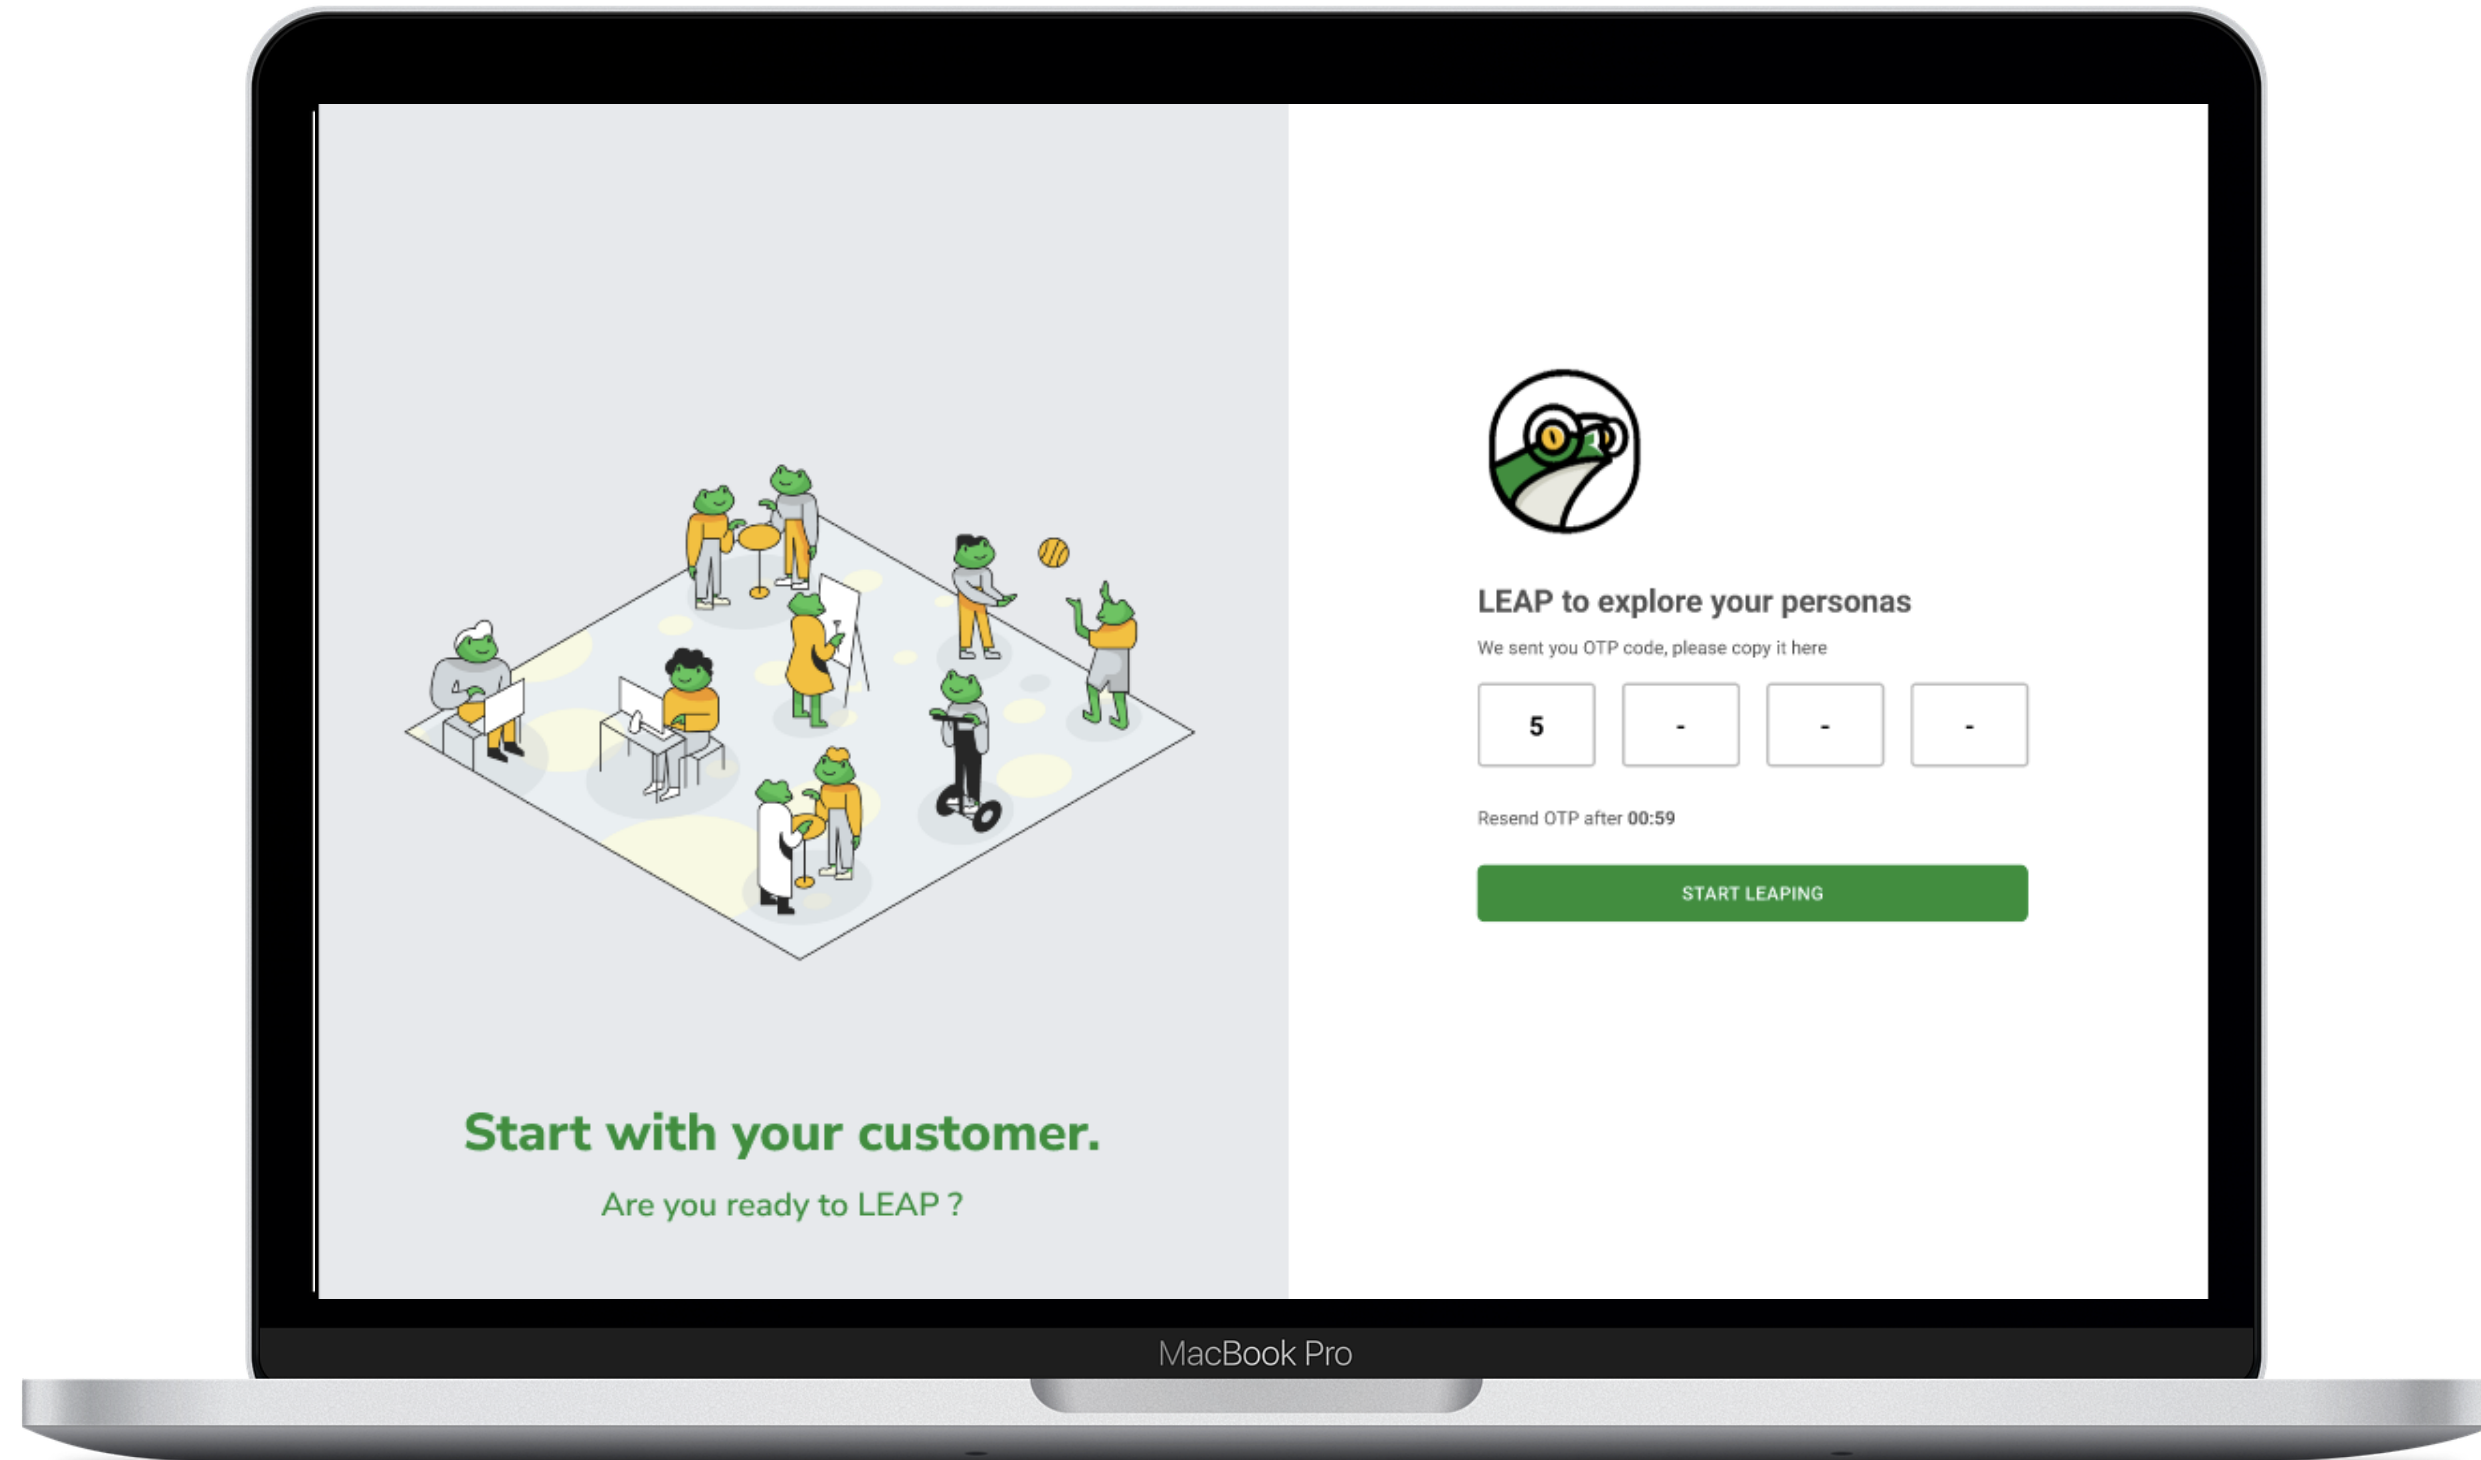 Start with your customer.
Are you ready to LEAP ?
LEAP to explore your personas
We sent you OTP code, please copy it here
5 - - -
Resend OTP after 00:59
START LEAPING
MacBook Pro